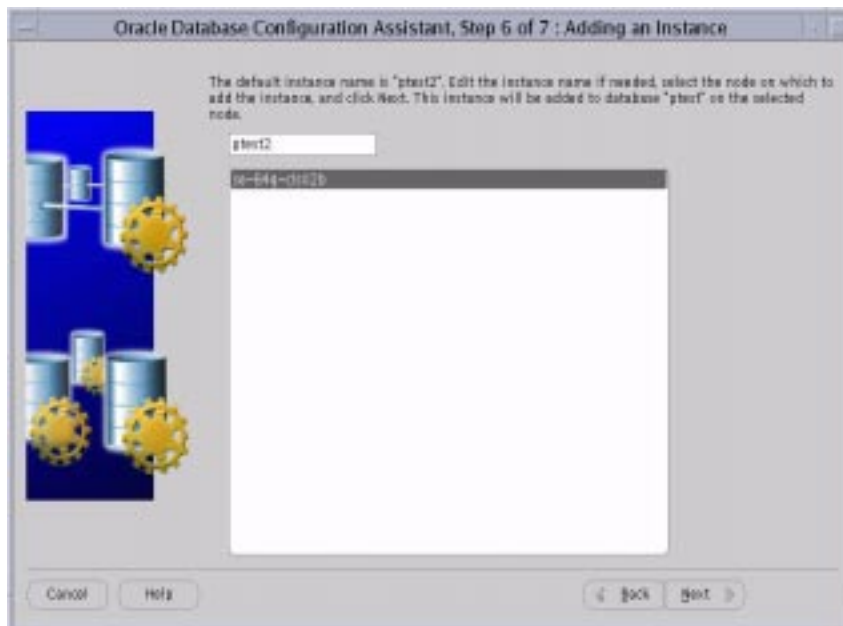 Oracle Database Configuration Assistant, Step 6 of 7 : Adding an Instance
The default instance name is "ptest2". Edit the instance name if needed, select the node on which to
add the instance, and click Next. This instance will be added to database "ptest" on the selected
node.
ptest2
Cancel
Help
Back
Next